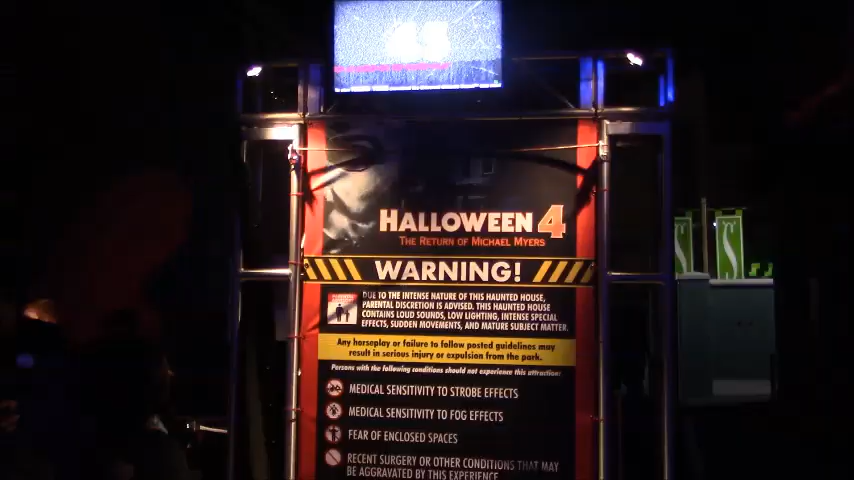 45
HALLOWEEN 4
THE RETURN OF MICHAEL MYERS
WARNING!
DUE TO THE INTENSE NATURE OF THIS HAUNTED HOUSE,
PARENTAL DISCRETION IS ADVISED. THIS HAUNTED HOUSE
CONTAINS LOUD SOUNDS, LOW LIGHTING, INTENSE SPECIAL
EFFECTS, SUDDEN MOVEMENTS, AND MATURE SUBJECT MATTER.
Any horseplay or failure to follow posted guidelines may
result in serious injury or expulsion from the park.
Persons with the following conditions should not experience this attraction:
MEDICAL SENSITIVITY TO STROBE EFFECTS
MEDICAL SENSITIVITY TO FOG EFFECTS
FEAR OF ENCLOSED SPACES
RECENT SURGERY OR OTHER CONDITIONS THAT MAY
BE AGGRAVATED BY THIS EXPERIENCE